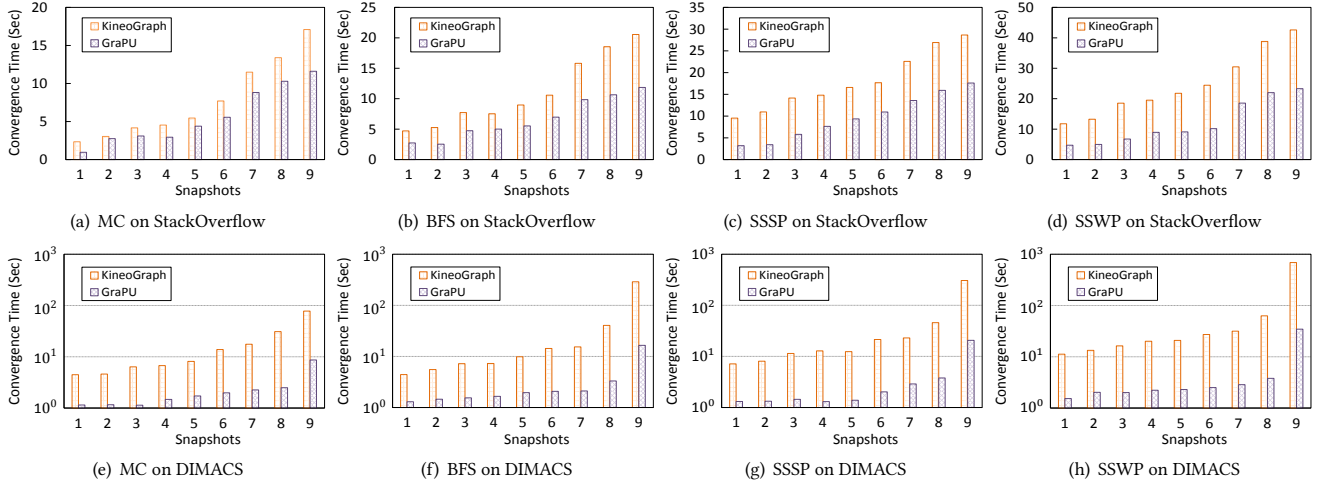 Convergence Time (Sec)
20
15
10
5
0
KineoGraph
GraPU
1 2 3 4 5 6 7 8 9
Snapshots
(a) MC on StackOverflow
Convergence Time (Sec)
25
20
15
10
5
0
KineoGraph
GraPU
1 2 3 4 5 6 7 8 9
Snapshots
(b) BFS on StackOverflow
Convergence Time (Sec)
35
30
25
20
15
10
5
0
KineoGraph
GraPU
1 2 3 4 5 6 7 8 9
Snapshots
(c) SSSP on StackOverflow
Convergence Time (Sec)
50
40
30
20
10
0
KineoGraph
GraPU
1 2 3 4 5 6 7 8 9
Snapshots
(d) SSWP on StackOverflow
Convergence Time (Sec)
10³
10²
10¹
10⁰
KineoGraph
GraPU
1 2 3 4 5 6 7 8 9
Snapshots
(e) MC on DIMACS
Convergence Time (Sec)
10³
10²
10¹
10⁰
KineoGraph
GraPU
1 2 3 4 5 6 7 8 9
Snapshots
(f) BFS on DIMACS
Convergence Time (Sec)
10³
10²
10¹
10⁰
KineoGraph
GraPU
1 2 3 4 5 6 7 8 9
Snapshots
(g) SSSP on DIMACS
Convergence Time (Sec)
10³
10²
10¹
10⁰
KineoGraph
GraPU
1 2 3 4 5 6 7 8 9
Snapshots
(h) SSWP on DIMACS